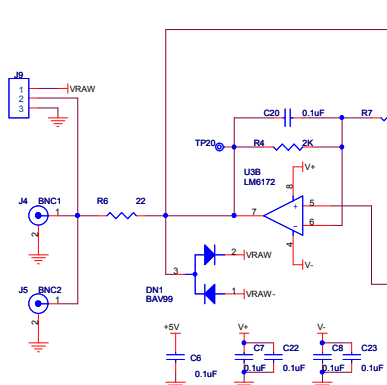 J9
1
2
3
VRAW
C20
0.1uF
R7
TP20
R4
2K
U3B
LM6172
V+
8
J4
BNC1
1
2
R6
22
7
+
5
-
6
4
V-
J5
BNC2
1
2
3
2
VRAW
1
VRAW-
DN1
BAV99
+5V
V+
V-
C6
0.1uF
C7
0.1uF
C22
0.1uF
C8
0.1uF
C23
0.1uF